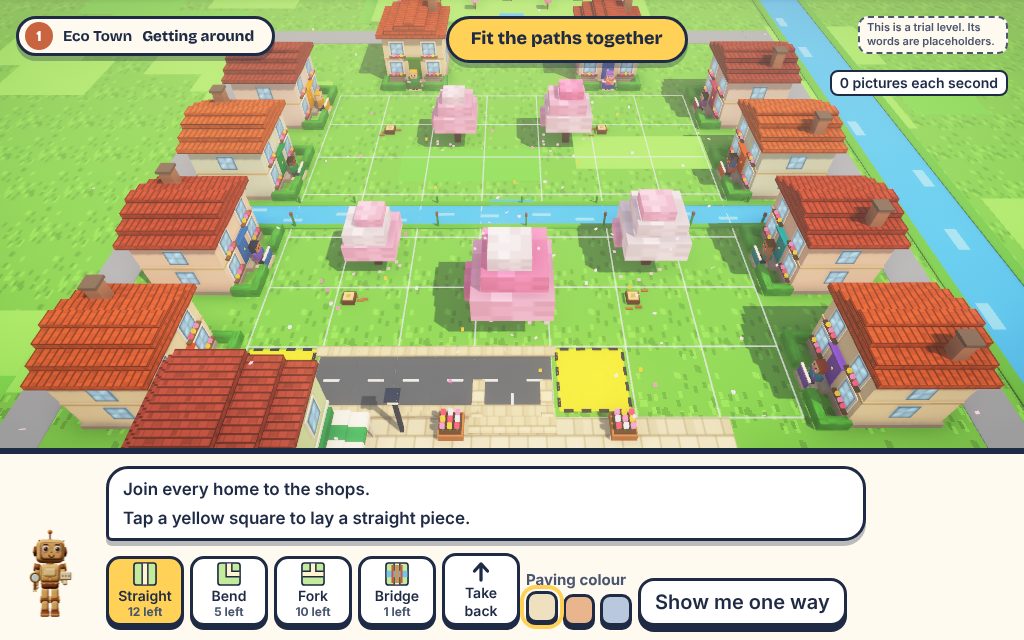 1 Eco Town Getting around
Fit the paths together
This is a trial level. Its
words are placeholders.
0 pictures each second
Join every home to the shops.
Tap a yellow square to lay a straight piece.
Straight
12 left
Bend
5 left
Fork
10 left
Bridge
1 left
Take
back
Paving colour
Show me one way